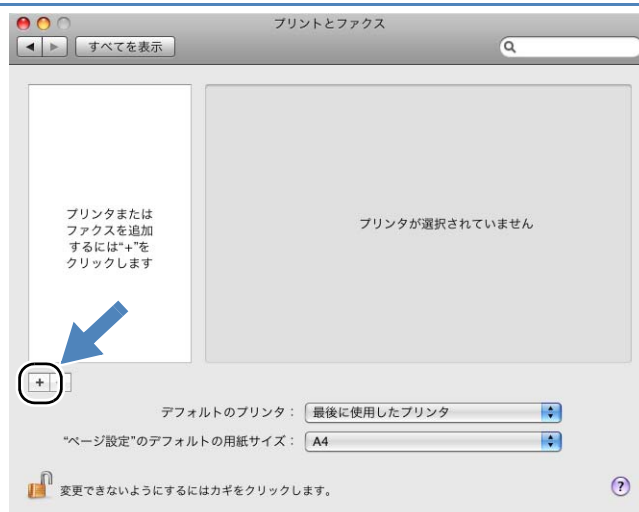 プリントとファクス
すべてを表示
プリンタまたは
ファクスを追加
するには“+”を
クリックします
プリンタが選択されていません
+
デフォルトのプリンタ： 最後に使用したプリンタ
“ページ設定”のデフォルトの用紙サイズ： A4
変更できないようにするにはカギをクリックします。
?